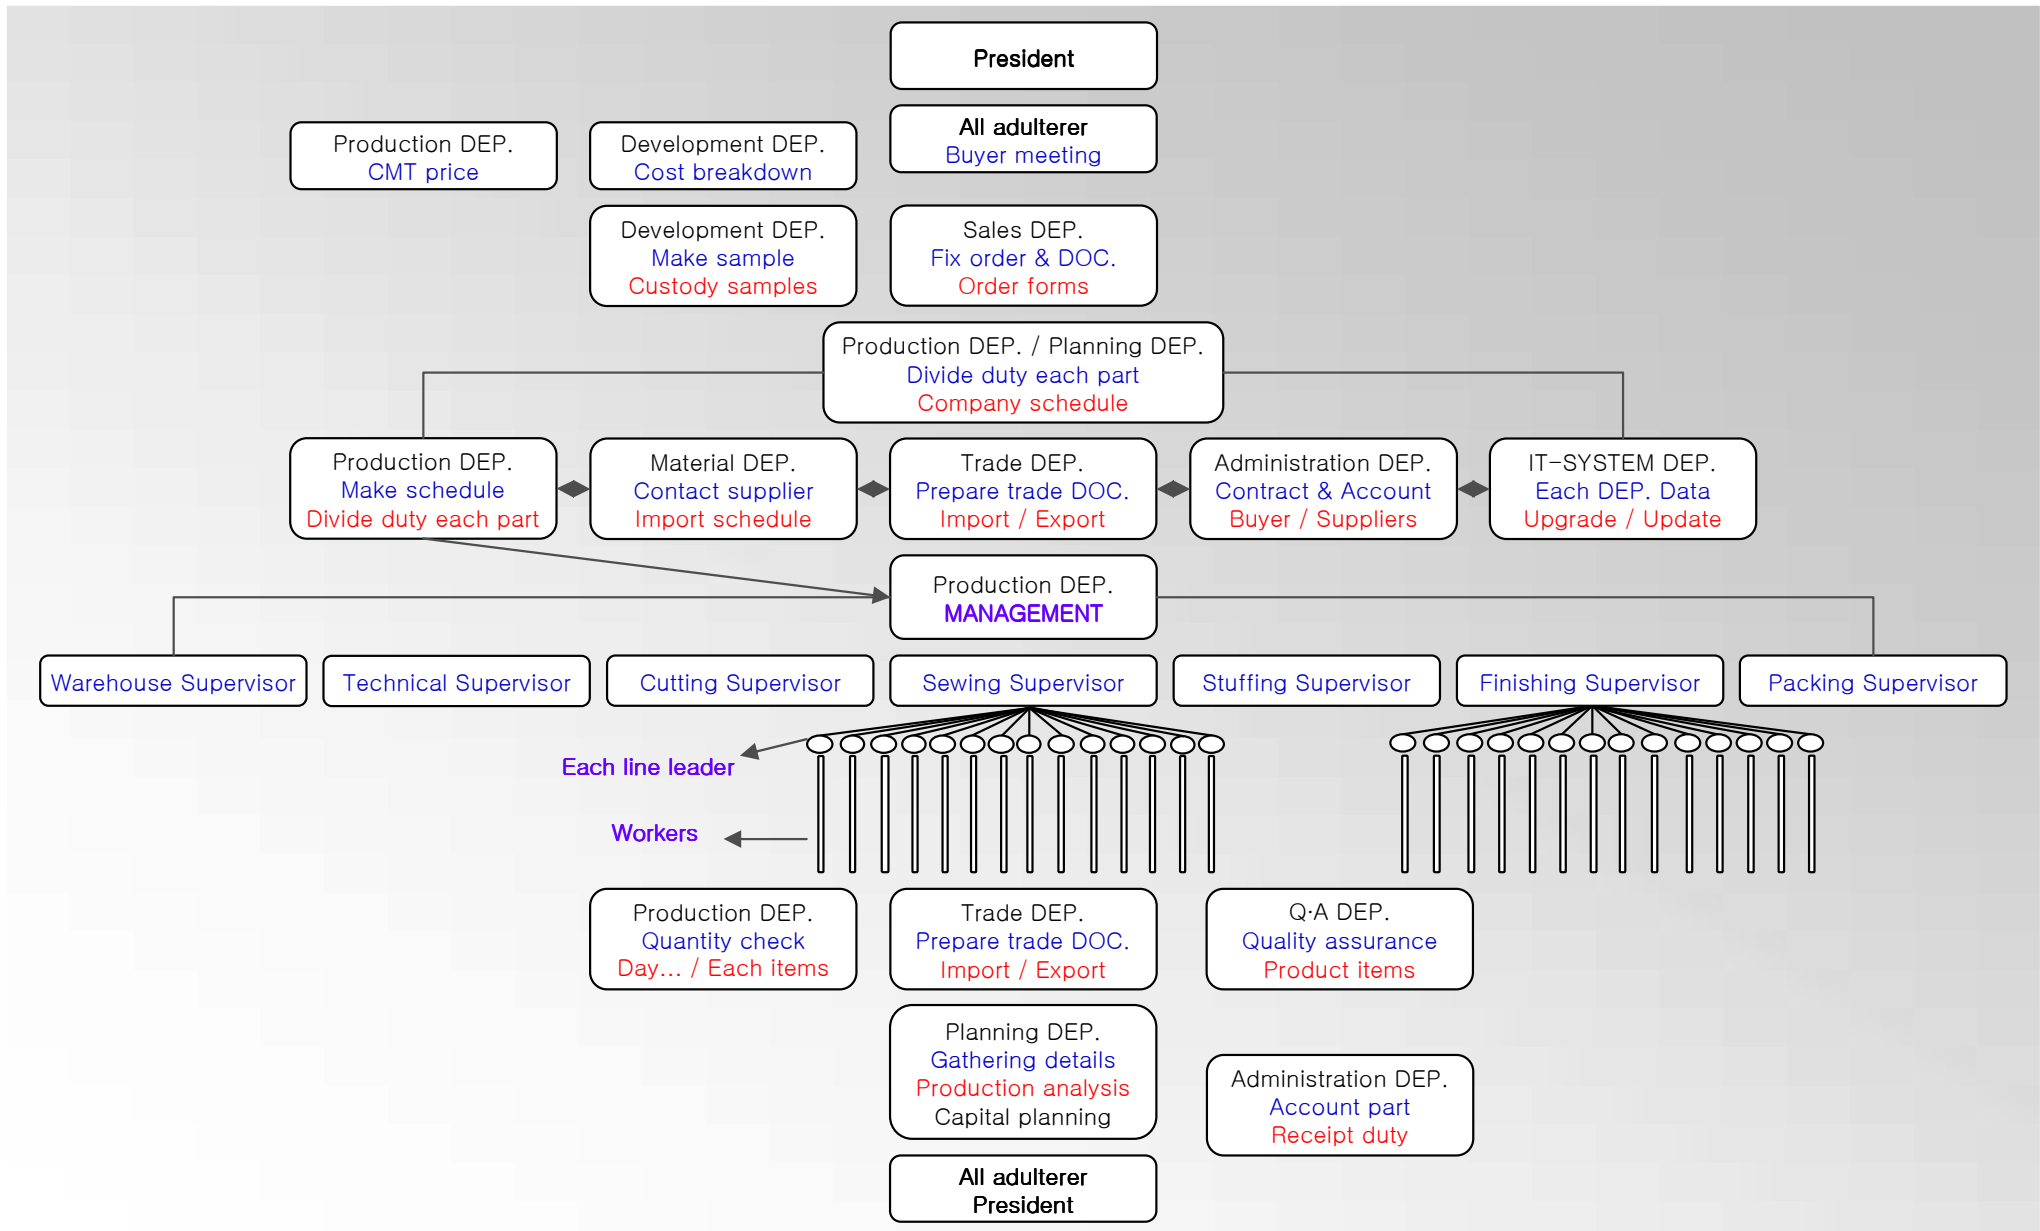 President
All adulterer
Buyer meeting
Production DEP.
CMT price
Development DEP.
Cost breakdown
Development DEP.
Make sample
Custody samples
Sales DEP.
Fix order & DOC.
Order forms
Production DEP. / Planning DEP.
Divide duty each part
Company schedule
Production DEP.
Make schedule
Divide duty each part
Material DEP.
Contact supplier
Import schedule
Trade DEP.
Prepare trade DOC.
Import / Export
Administration DEP.
Contract & Account
Buyer / Suppliers
IT-SYSTEM DEP.
Each DEP. Data
Upgrade / Update
Production DEP.
MANAGEMENT
Warehouse Supervisor
Technical Supervisor
Cutting Supervisor
Sewing Supervisor
Stuffing Supervisor
Finishing Supervisor
Packing Supervisor
Each line leader
Workers
Production DEP.
Quantity check
Day... / Each items
Trade DEP.
Prepare trade DOC.
Import / Export
Q·A DEP.
Quality assurance
Product items
Planning DEP.
Gathering details
Production analysis
Capital planning
Administration DEP.
Account part
Receipt duty
All adulterer
President